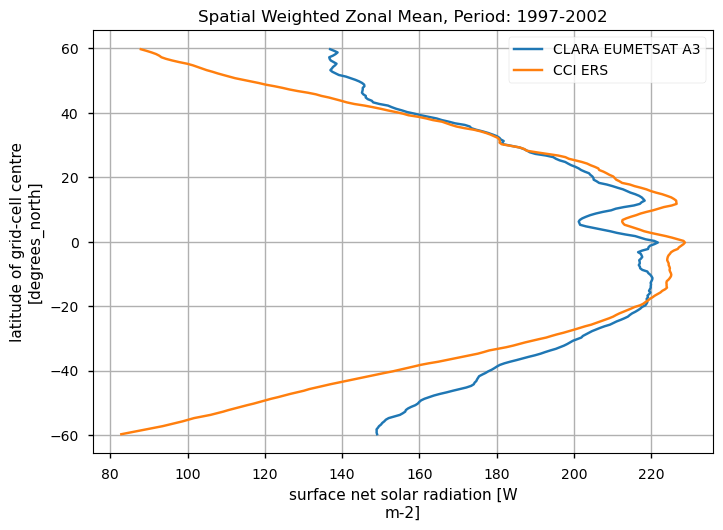 Spatial Weighted Zonal Mean, Period: 1997-2002
CLARA EUMETSAT A3
CCI ERS
60
40
20
0
−20
−40
−60
latitude of grid-cell centre
[degrees_north]
80 100 120 140 160 180 200 220
surface net solar radiation [W
m-2]